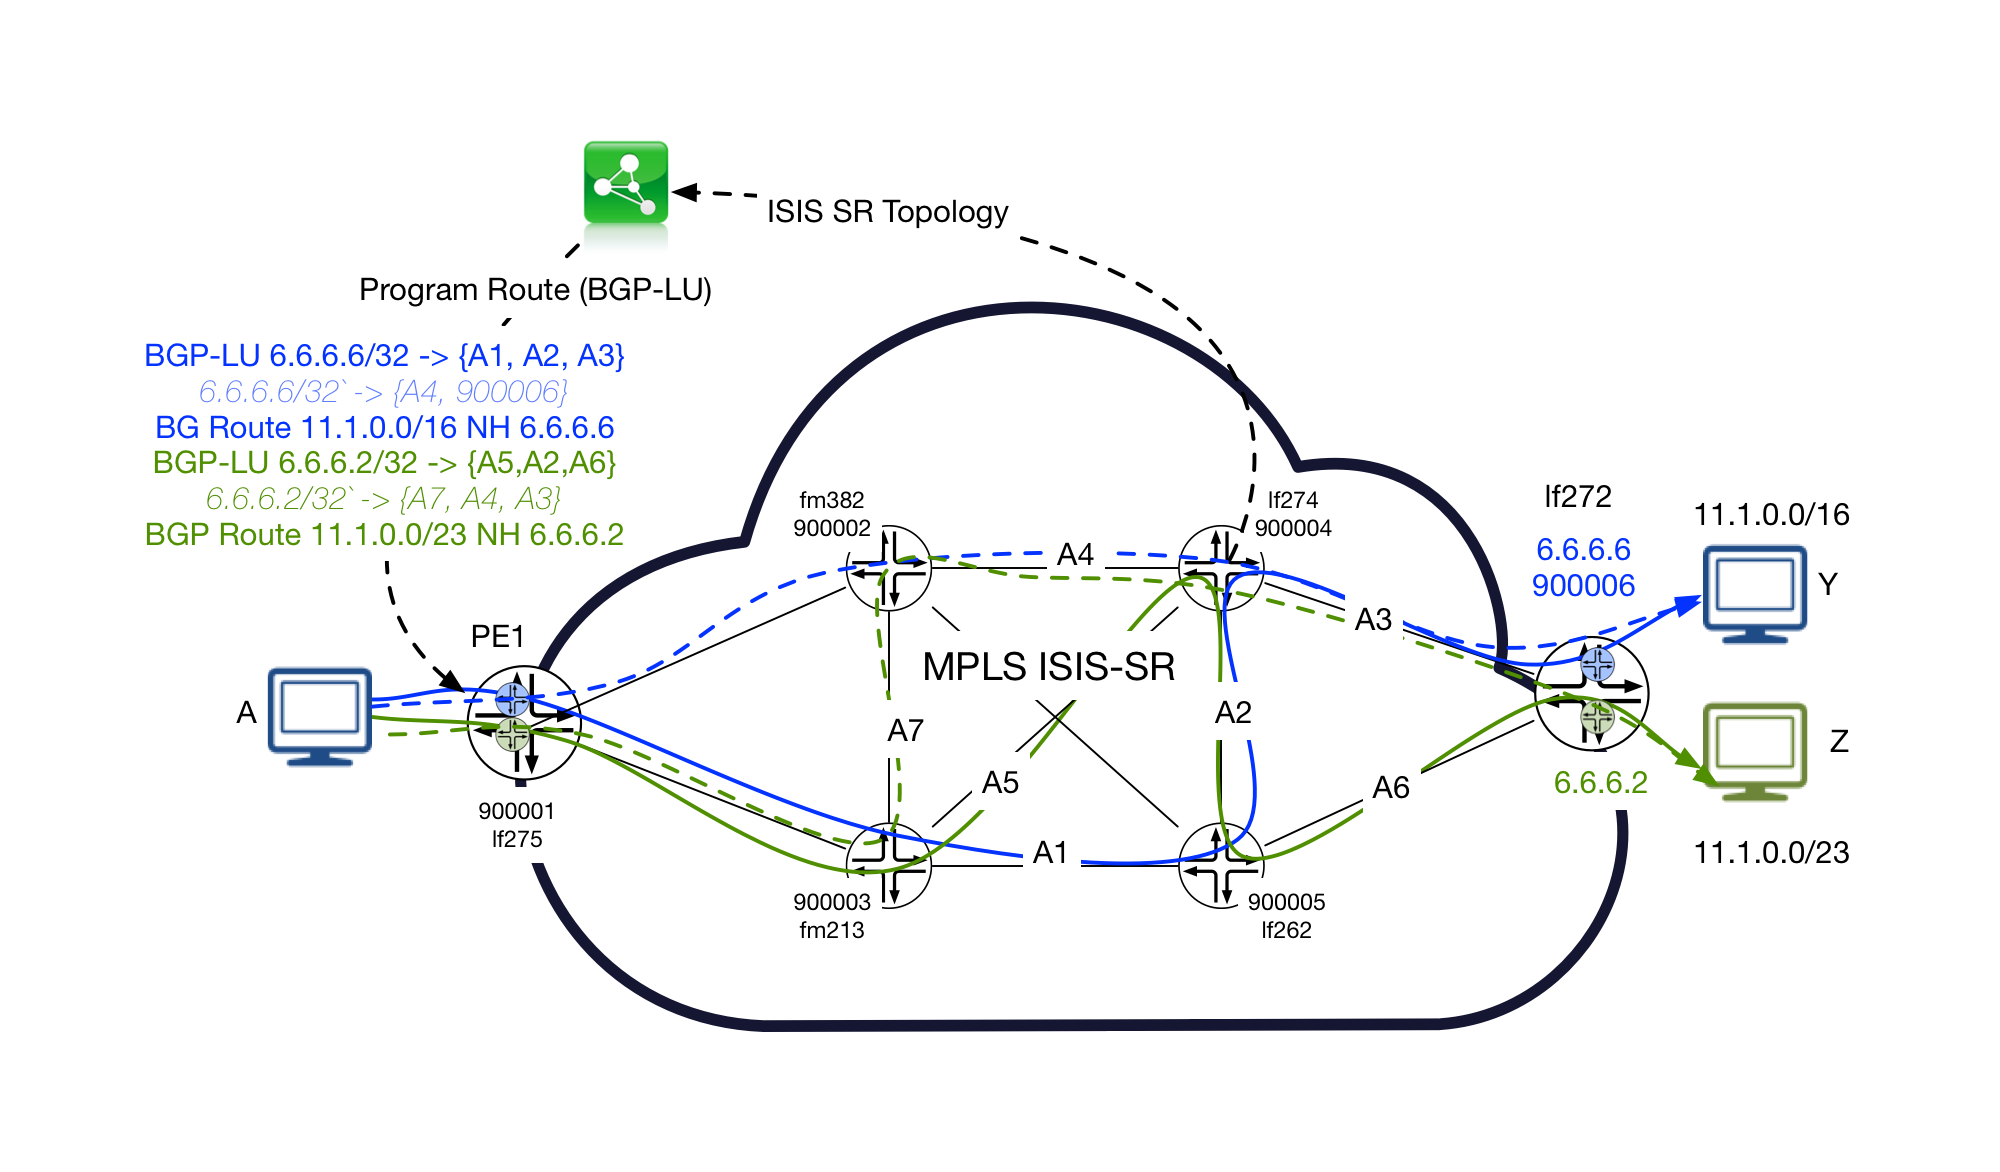 ISIS SR Topology
Program Route (BGP-LU)
BGP-LU 6.6.6.6/32 -> {A1, A2, A3}
6.6.6.6/32` -> {A4, 900006}
BG Route 11.1.0.0/16 NH 6.6.6.6
BGP-LU 6.6.6.2/32 -> {A5,A2,A6}
6.6.6.2/32` -> {A7, A4, A3}
BGP Route 11.1.0.0/23 NH 6.6.6.2
fm382
900002
lf274
900004
lf272
6.6.6.6
900006
11.1.0.0/16
Y
A4
A3
PE1
MPLS ISIS-SR
A
A7
A2
Z
A5
A6
6.6.6.2
900001
lf275
A1
11.1.0.0/23
900003
fm213
900005
lf262